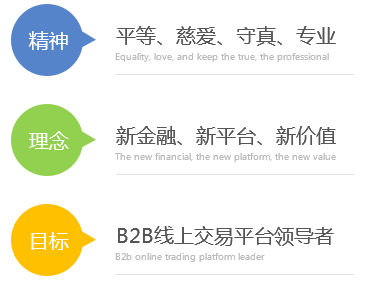 精神
平等、慈爱、守真、专业
Equality, love, and keep the true, the professional
理念
新金融、新平台、新价值
The new financial, the new platform, the new value
目标
B2B线上交易平台领导者
B2b online trading platform leader